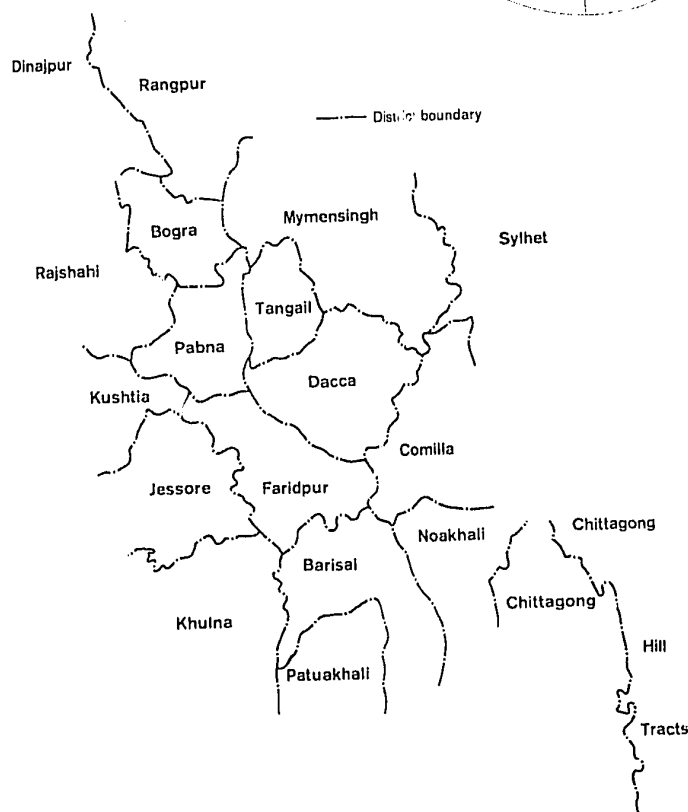 Dinajpur
Rangpur
District boundary
Mymensingh
Sylhet
Bogra
Rajshahi
Tangail
Pabna
Dacca
Kushtia
Comilla
Jessore
Faridpur
Noakhali
Chittagong
Barisal
Chittagong
Khulna
Hill
Patuakhali
Tracts